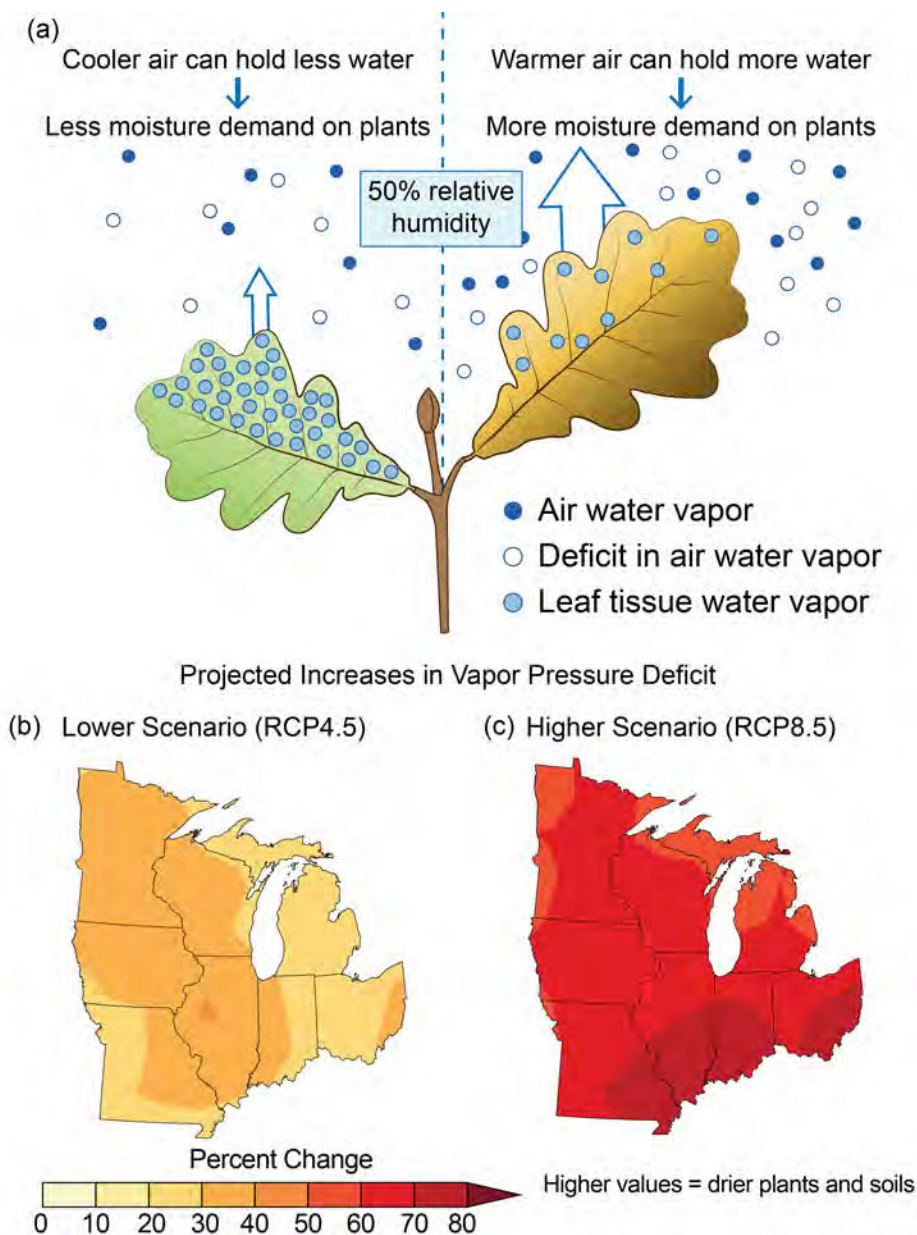 (a)
Cooler air can hold less water
Less moisture demand on plants
Warmer air can hold more water
More moisture demand on plants
50% relative
humidity
Air water vapor
Deficit in air water vapor
Leaf tissue water vapor
Projected Increases in Vapor Pressure Deficit
(b) Lower Scenario (RCP4.5)
(c) Higher Scenario (RCP8.5)
Percent Change
0 10 20 30 40 50 60 70 80
Higher values = drier plants and soils